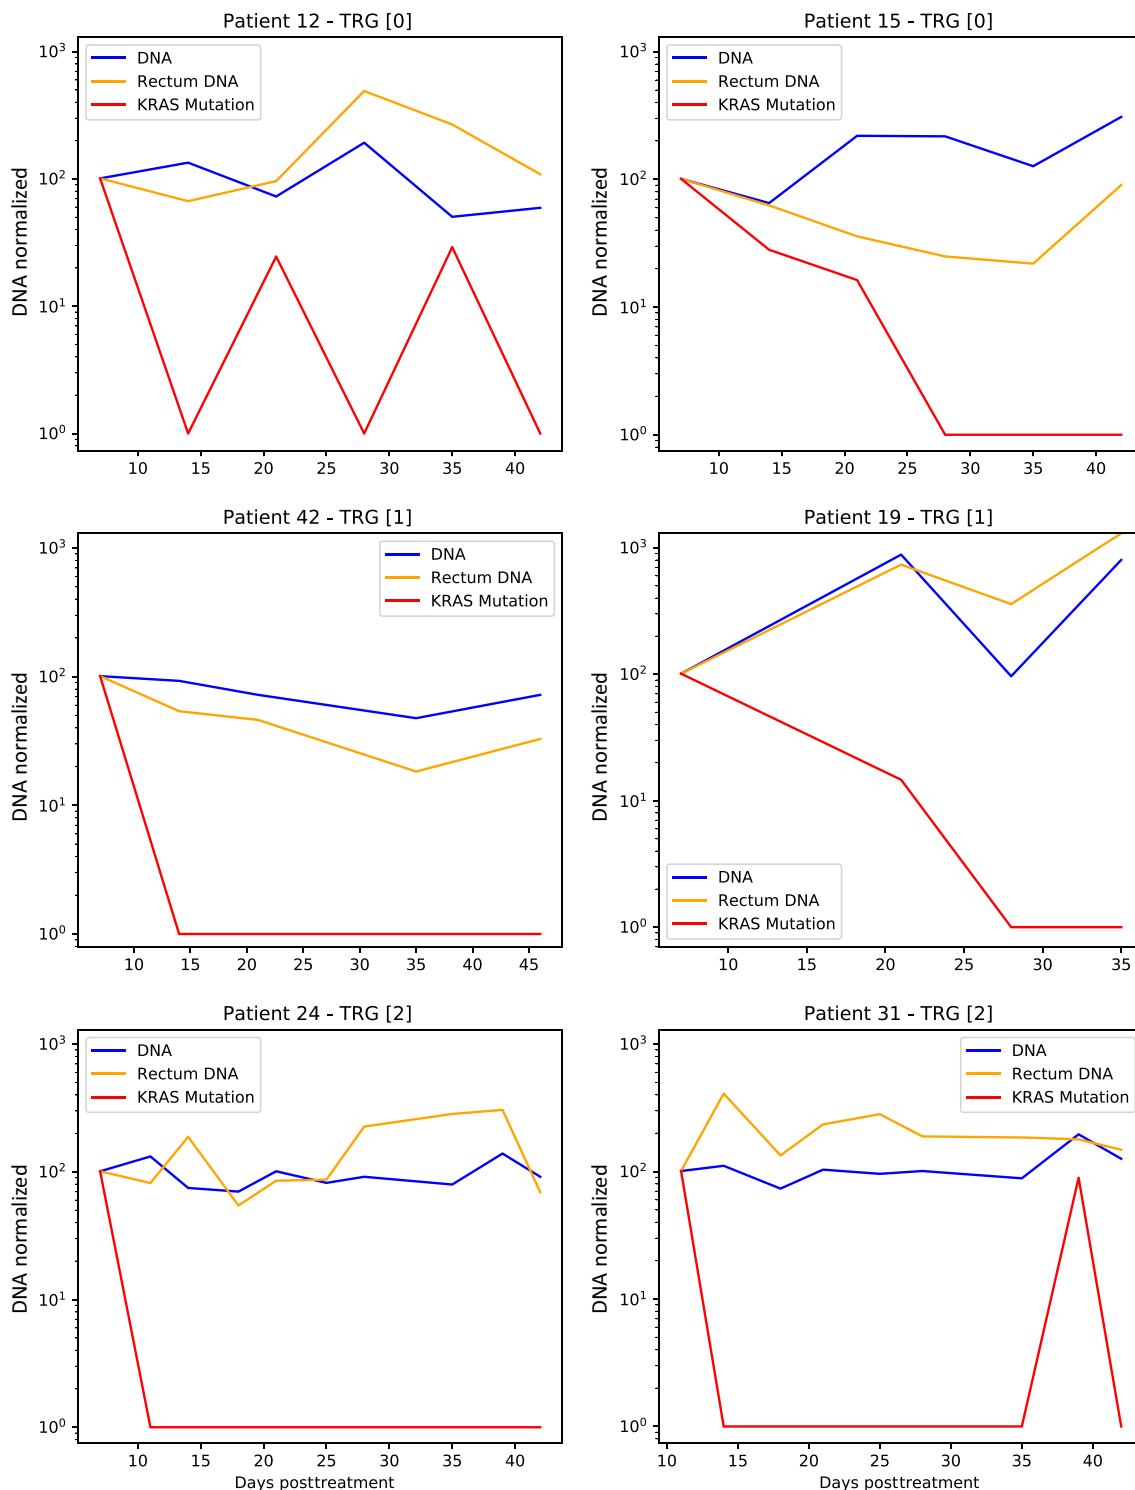 Patient 12 - TRG [0]
DNA normalized
10³
10²
10¹
10⁰
DNA
Rectum DNA
KRAS Mutation
10 15 20 25 30 35 40
Patient 15 - TRG [0]
DNA normalized
10³
10²
10¹
10⁰
DNA
Rectum DNA
KRAS Mutation
10 15 20 25 30 35 40
Patient 42 - TRG [1]
DNA normalized
10³
10²
10¹
10⁰
DNA
Rectum DNA
KRAS Mutation
10 15 20 25 30 35 40 45
Patient 19 - TRG [1]
DNA normalized
10³
10²
10¹
10⁰
DNA
Rectum DNA
KRAS Mutation
10 15 20 25 30 35
Patient 24 - TRG [2]
DNA normalized
10³
10²
10¹
10⁰
DNA
Rectum DNA
KRAS Mutation
10 15 20 25 30 35 40
Days posttreatment
Patient 31 - TRG [2]
DNA normalized
10³
10²
10¹
10⁰
DNA
Rectum DNA
KRAS Mutation
10 15 20 25 30 35 40
Days posttreatment